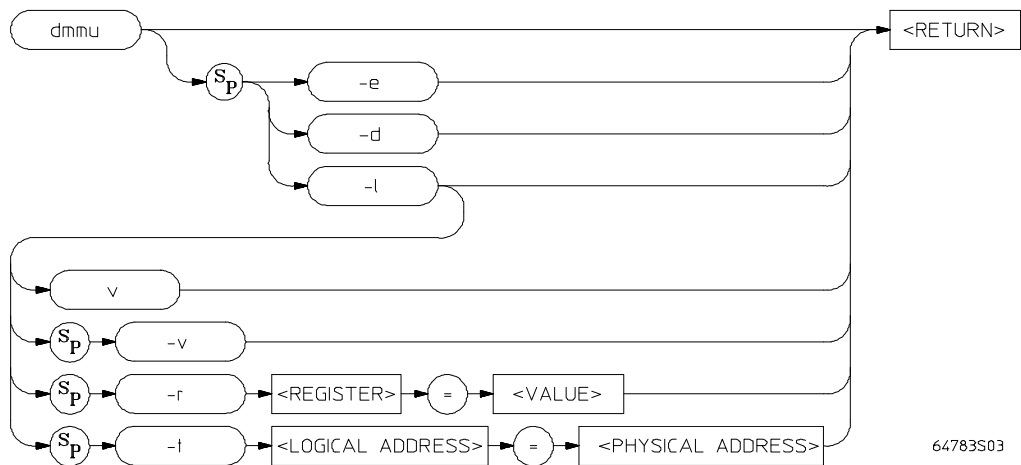 dmmu <RETURN>
Sp -e
-d
-l
v
Sp -v
Sp -r <REGISTER> = <VALUE>
Sp -t <LOGICAL ADDRESS> = <PHYSICAL ADDRESS>
64783S03